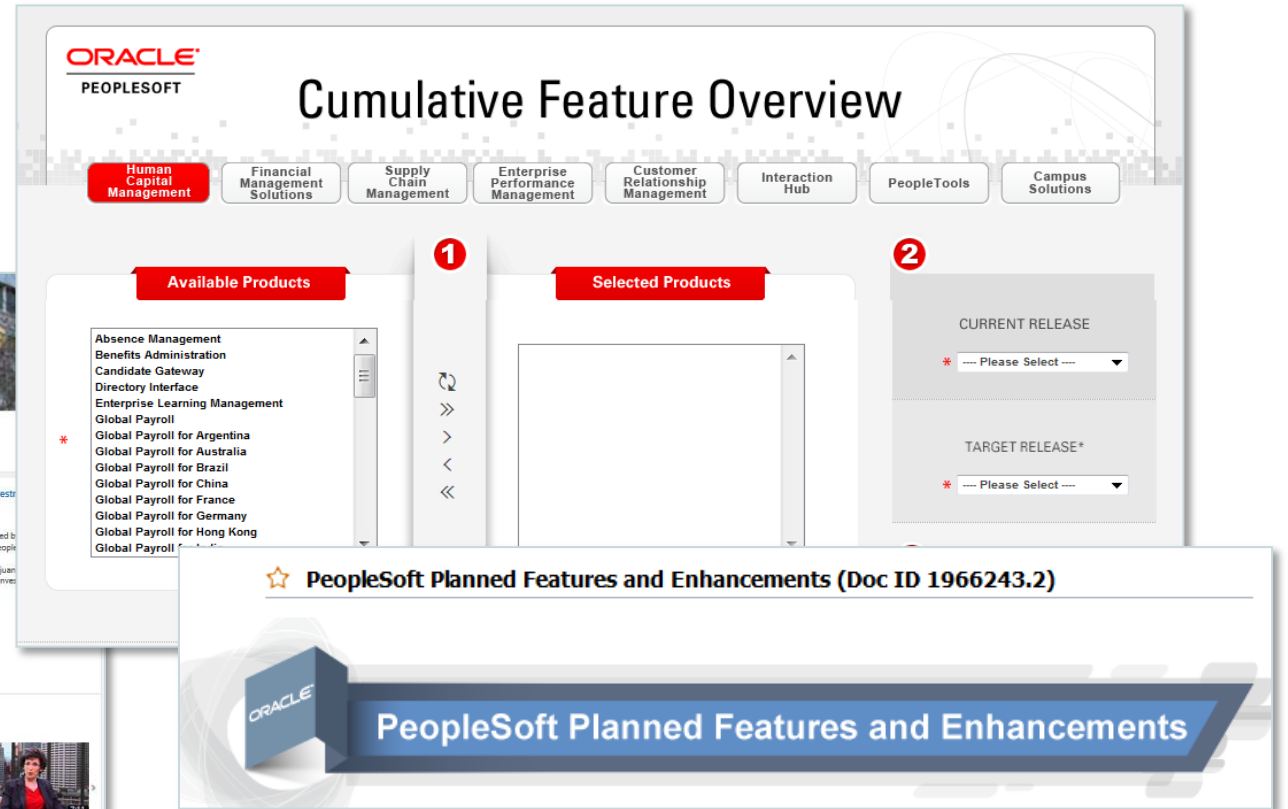 ORACLE
PEOPLESOFT
Cumulative Feature Overview
Human
Capital
Management
Financial
Management
Solutions
Supply
Chain
Management
Enterprise
Performance
Management
Customer
Relationship
Management
Interaction
Hub
PeopleTools
Campus
Solutions
1
2
Available Products
Selected Products
Absence Management
Benefits Administration
Candidate Gateway
Directory Interface
Enterprise Learning Management
Global Payroll
Global Payroll for Argentina
Global Payroll for Australia
Global Payroll for Brazil
Global Payroll for China
Global Payroll for France
Global Payroll for Germany
Global Payroll for Hong Kong
Global Payroll
*
CURRENT RELEASE
* ---- Please Select ----
TARGET RELEASE*
* ---- Please Select ----
PeopleSoft Planned Features and Enhancements (Doc ID 1966243.2)
ORACLE
PeopleSoft Planned Features and Enhancements